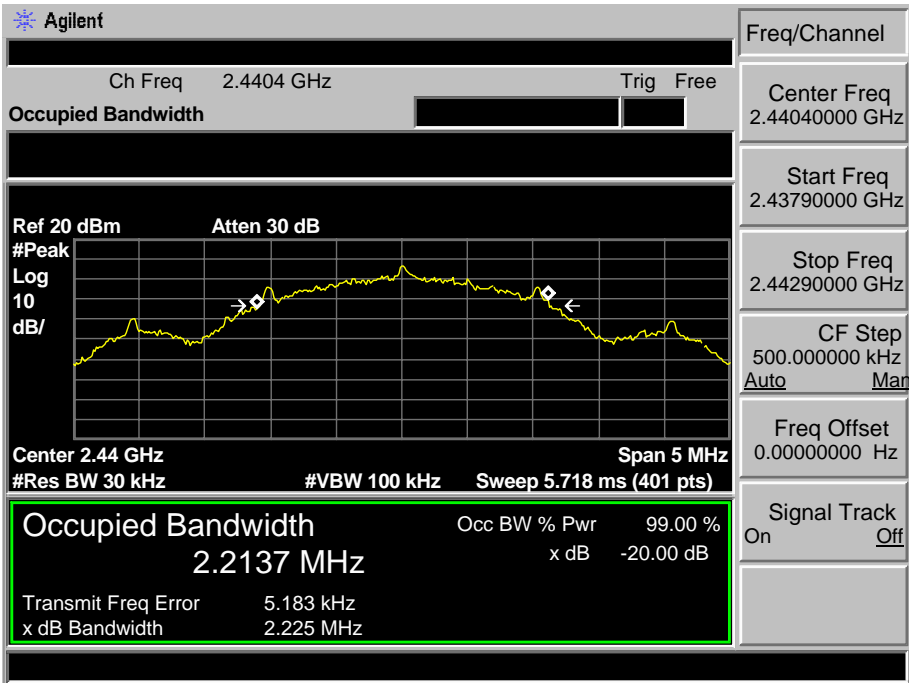 Agilent
Freq/Channel
Ch Freq 2.4404 GHz Trig Free
Occupied Bandwidth
Center Freq
2.44040000 GHz
Start Freq
2.43790000 GHz
Ref 20 dBm Atten 30 dB
#Peak
Log
10
dB/
Stop Freq
2.44290000 GHz
CF Step
500.000000 kHz
Auto Man
Center 2.44 GHz Span 5 MHz
#Res BW 30 kHz #VBW 100 kHz Sweep 5.718 ms (401 pts)
Freq Offset
0.00000000 Hz
Occupied Bandwidth Occ BW % Pwr 99.00 %
2.2137 MHz x dB -20.00 dB
Transmit Freq Error 5.183 kHz
x dB Bandwidth 2.225 MHz
Signal Track
On Off